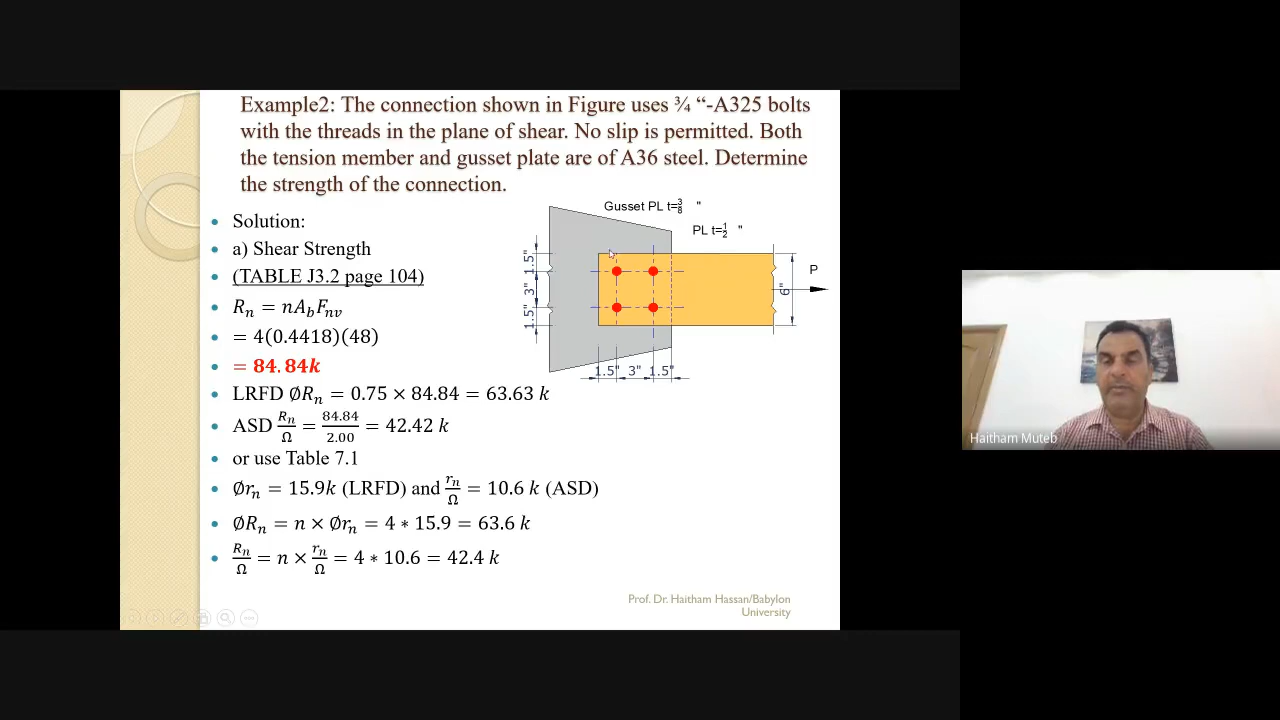 Example2: The connection shown in Figure uses ¾ “-A325 bolts
with the threads in the plane of shear. No slip is permitted. Both
the tension member and gusset plate are of A36 steel. Determine
the strength of the connection.
Solution:
a) Shear Strength
(TABLE J3.2 page 104)
Rₙ = nA_bF_nv
= 4(0.4418)(48)
= 84.84k
LRFD ∅Rₙ = 0.75 × 84.84 = 63.63 k
ASD Rₙ/Ω = 84.84/2.00 = 42.42 k
or use Table 7.1
∅rₙ = 15.9k (LRFD) and rₙ/Ω = 10.6 k (ASD)
∅Rₙ = n × ∅rₙ = 4 * 15.9 = 63.6 k
Rₙ/Ω = n × rₙ/Ω = 4 * 10.6 = 42.4 k
Gusset PL t=3/8 "
PL t=1/2 "
1.5"
3"
1.5"
6"
P
1.5" 3" 1.5"
Prof. Dr. Haitham Hassan/Babylon
University
Haitham Muteb